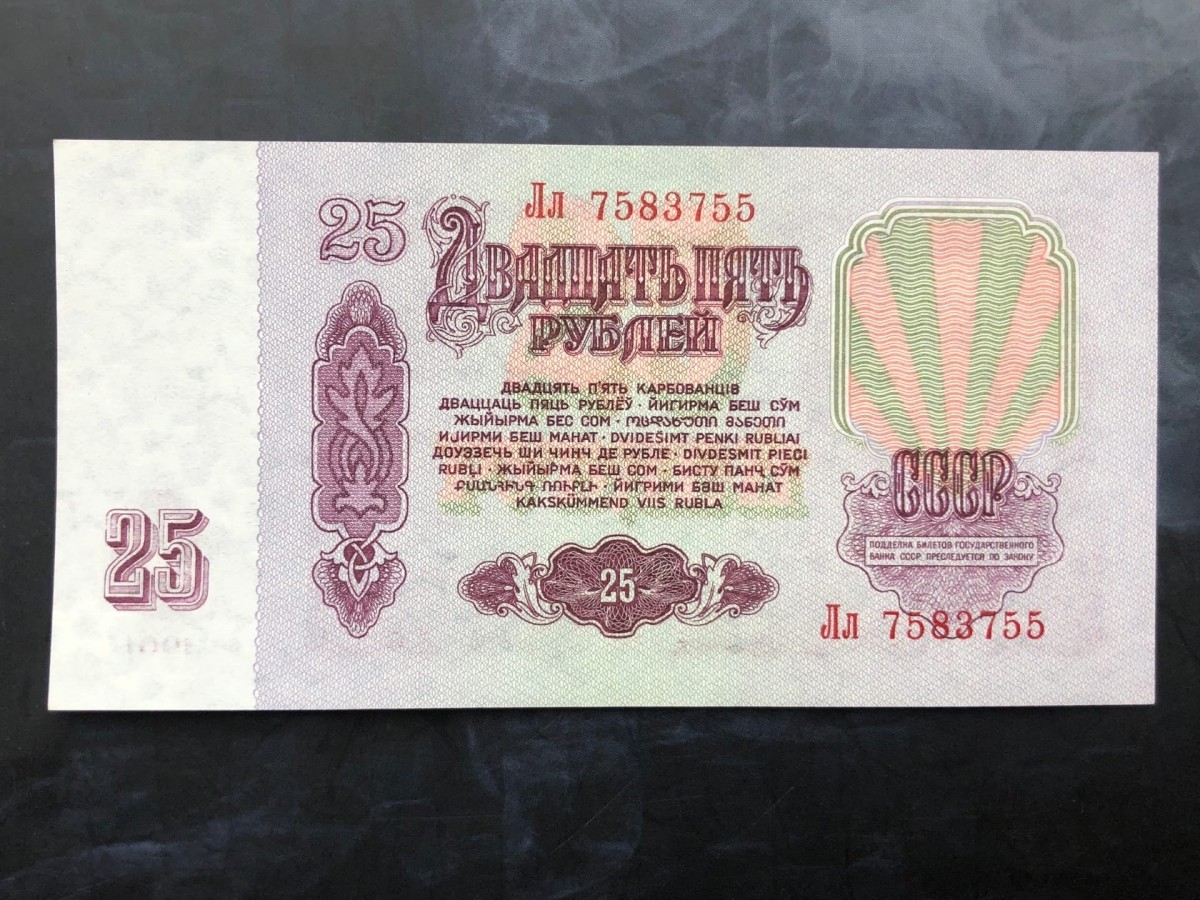 Лл 7583755
25
Двадцать пять
рублей
ДВАДЦЯТЬ П'ЯТЬ КАРБОВАНЦІВ
ДВАЦЦАЦЬ ПЯЦЬ РУБЛЁЎ · ЙИГИРМА БЕШ СЎМ
ЖЫЙЫРМА БЕС СОМ · ᲝᲪᲓᲐᲮᲣᲗᲘ ᲛᲐᲜᲔᲗᲘ
ИЈИРМИ БЕШ МАНАТ · DVIDEŠIMT PENKI RUBLIAI
ДОУЭЗЕЧЬ ШИ ЧИНЧ ДЕ РУБЛЕ · DIVDESMIT PIECI
RUBLI · ЖЫЙЫРМА БЕШ СОМ · БИСТУ ПАНҶ СӮМ
ՔՍԱՆՀԻՆԳ ՌՈՒԲԼԻ · ЙИГРИМИ БӘШ МАНАТ
KAKSKÜMMEND VIIS RUBLA
СССР
ПОДДЕЛКА БИЛЕТОВ ГОСУДАРСТВЕННОГО
БАНКА СССР ПРЕСЛЕДУЕТСЯ ПО ЗАКОНУ
25
25
Лл 7583755